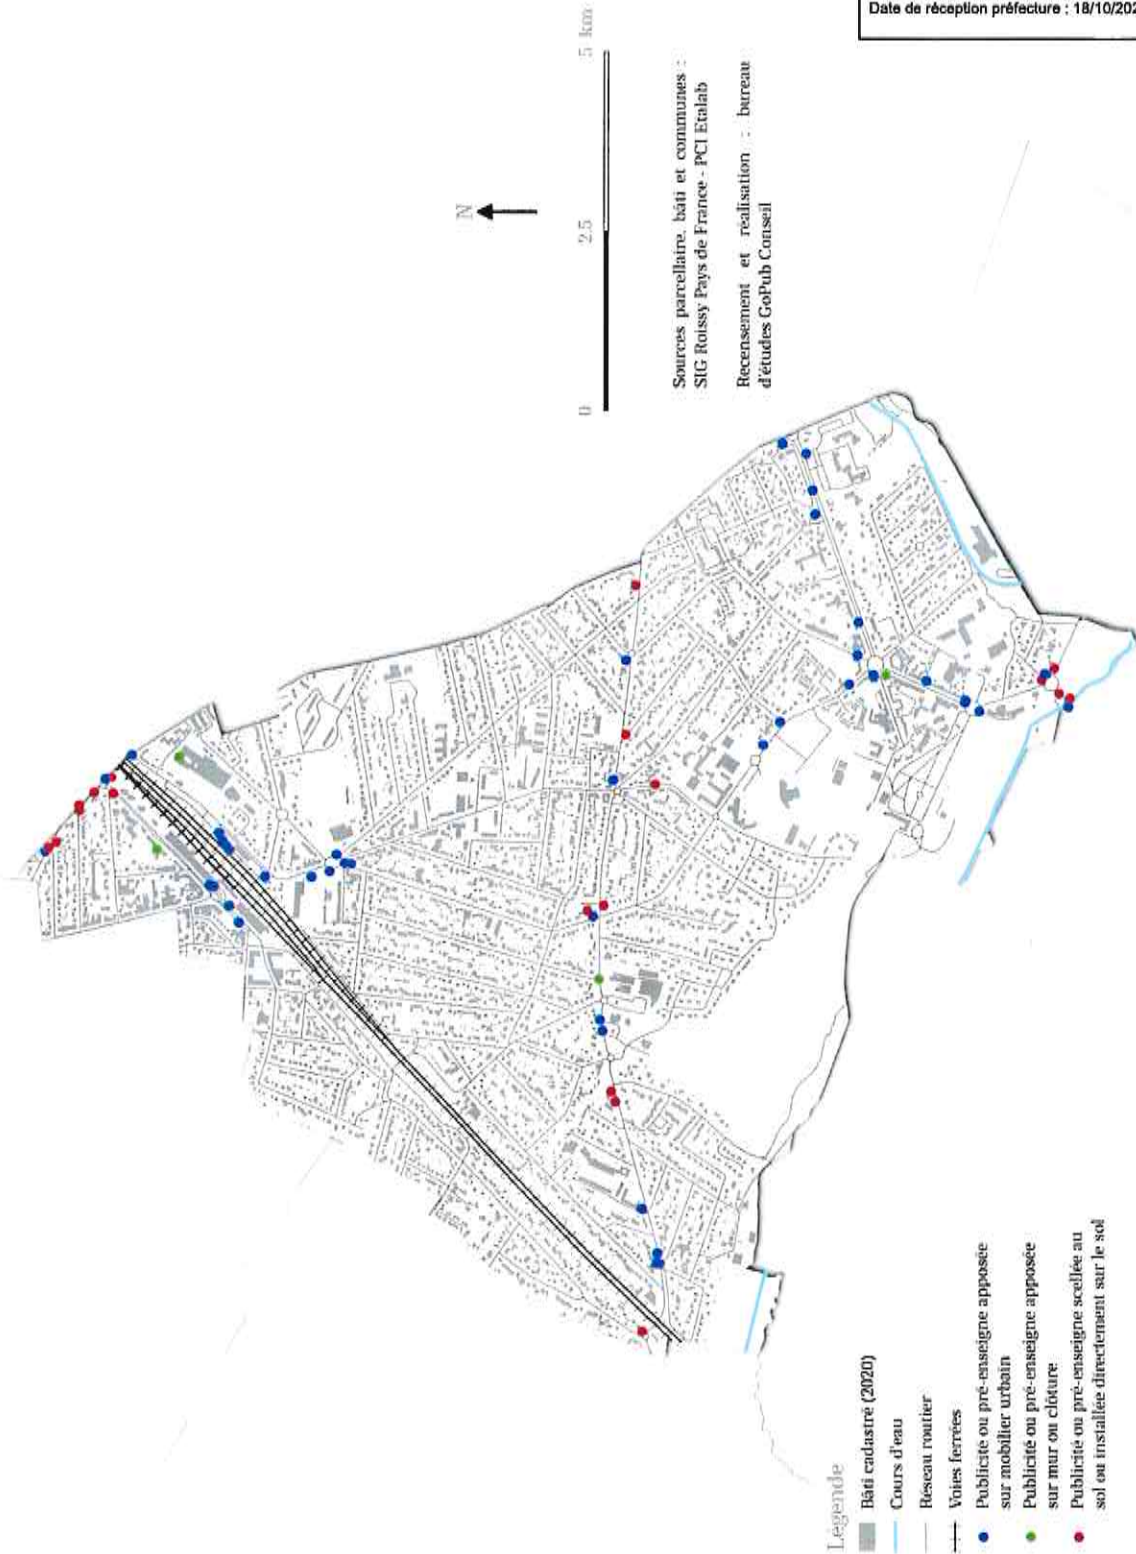 Date de réception préfecture : 18/10/202
N
0 2.5 5 km
Sources parcellaire, bâti et communes :
SIG Roissy Pays de France - PCI Etalab
Recensement et réalisation : bureau
d'études GoPub Conseil
Légende
Bâti cadastré (2020)
Cours d'eau
Réseau routier
Voies ferrées
Publicité ou pré-enseigne apposée
sur mobilier urbain
Publicité ou pré-enseigne apposée
sur mur ou clôture
Publicité ou pré-enseigne scellée au
sol ou installée directement sur le sol